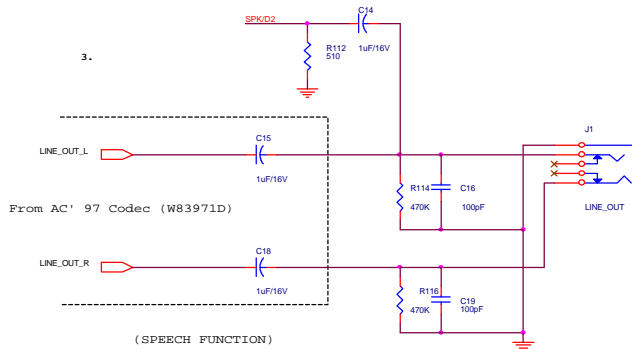 SPK/D2
C14
1uF/16V
R112
510
3.
LINE_OUT_L
C15
1uF/16V
J1
LINE_OUT
R114
470K
C16
100pF
From AC' 97 Codec (W83971D)
LINE_OUT_R
C18
1uF/16V
R116
470K
C19
100pF
(SPEECH FUNCTION)